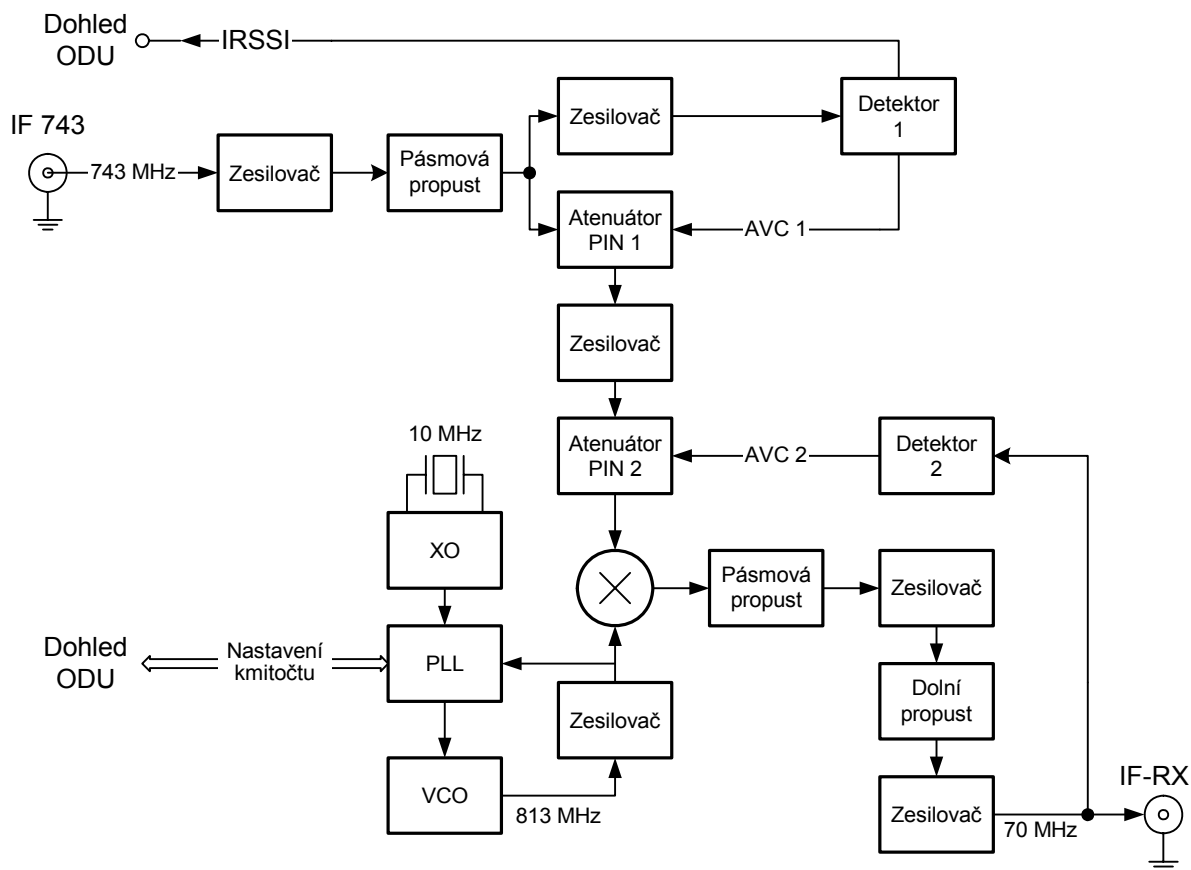 Dohled
ODU
IRSSI
Zesilovač
Detektor
1
IF 743
743 MHz
Zesilovač
Pásmová
propust
Atenuátor
PIN 1
AVC 1
Zesilovač
10 MHz
Atenuátor
PIN 2
AVC 2
Detektor
2
XO
Pásmová
propust
Zesilovač
Dohled
ODU
Nastavení
kmitočtu
PLL
Zesilovač
Dolní
propust
VCO
813 MHz
Zesilovač
70 MHz
IF-RX